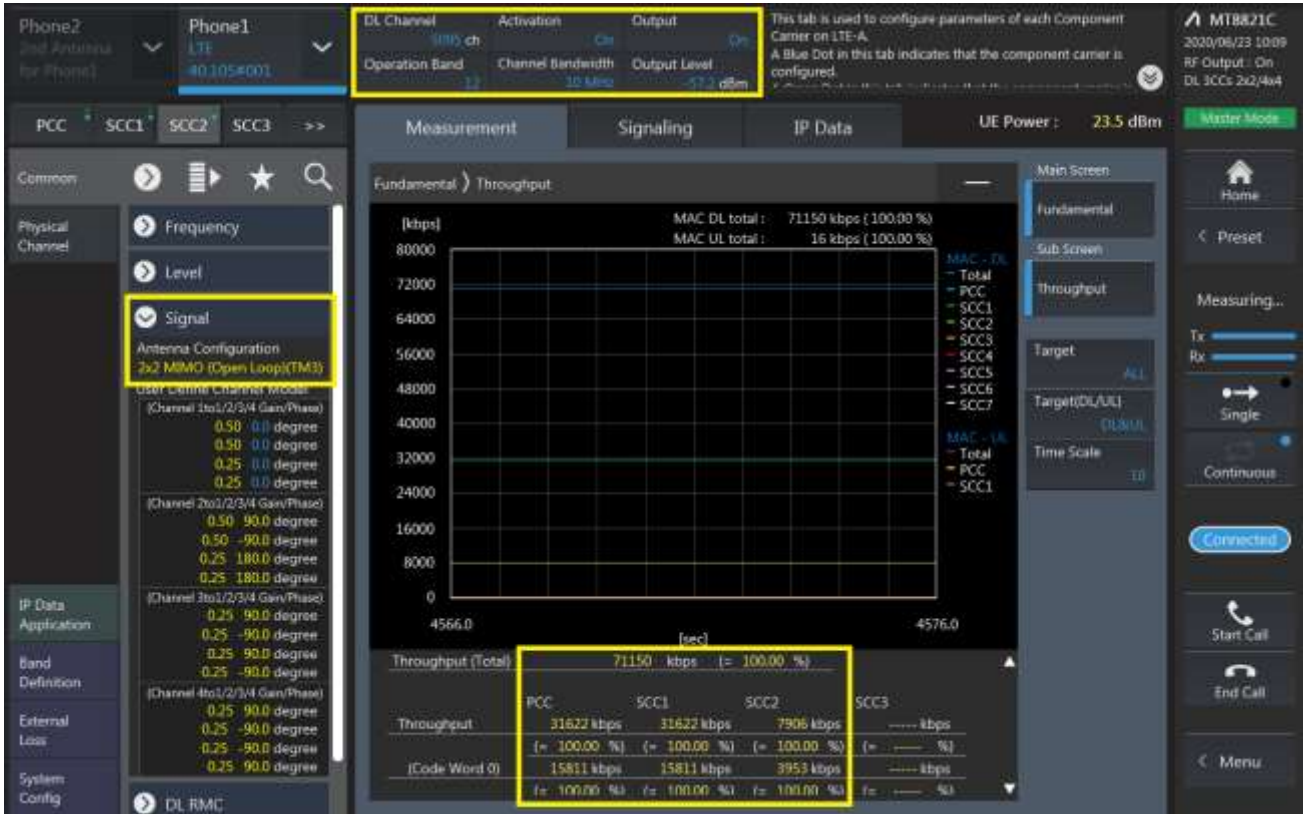 Phone2
2nd Antenna
for Phone1
Phone1
LTE
40.105#001
DL Channel
5095 ch
Activation
On
Output
On
Operation Band
12
Channel Bandwidth
10 MHz
Output Level
-57.2 dBm
This tab is used to configure parameters of each Component
Carrier on LTE-A.
A Blue Dot in this tab indicates that the component carrier is
configured.
MT8821C
2020/06/23 10:09
RF Output : On
DL 3CCs 2x2/4x4
Master Mode
PCC SCC1 SCC2 SCC3 >>
Measurement Signaling IP Data
UE Power : 23.5 dBm
Common
Physical
Channel
Frequency
Level
Signal
Antenna Configuration
2x2 MIMO (Open Loop)(TM3)
User Define Channel Model
(Channel 1to1/2/3/4 Gain/Phase)
0.50 0.0 degree
0.50 0.0 degree
0.25 0.0 degree
0.25 0.0 degree
(Channel 2to1/2/3/4 Gain/Phase)
0.50 90.0 degree
0.50 -90.0 degree
0.25 180.0 degree
0.25 180.0 degree
(Channel 3to1/2/3/4 Gain/Phase)
0.25 90.0 degree
0.25 -90.0 degree
0.25 90.0 degree
0.25 -90.0 degree
(Channel 4to1/2/3/4 Gain/Phase)
0.25 90.0 degree
0.25 -90.0 degree
0.25 -90.0 degree
0.25 90.0 degree
DL RMC
IP Data
Application
Band
Definition
External
Loss
System
Config
Fundamental ❭ Throughput
[kbps]
MAC DL total : 71150 kbps ( 100.00 %)
MAC UL total : 16 kbps ( 100.00 %)
80000
72000
64000
56000
48000
40000
32000
24000
16000
8000
0
4566.0
[sec]
4576.0
MAC - DL
Total
PCC
SCC1
SCC2
SCC3
SCC4
SCC5
SCC6
SCC7
MAC - UL
Total
PCC
SCC1
Throughput (Total) 71150 kbps (= 100.00 %)
PCC SCC1 SCC2 SCC3
Throughput 31622 kbps 31622 kbps 7906 kbps ----- kbps
(= 100.00 %) (= 100.00 %) (= 100.00 %) (= ----- %)
(Code Word 0) 15811 kbps 15811 kbps 3953 kbps ----- kbps
(= 100.00 %) (= 100.00 %) (= 100.00 %) (= ----- %)
Main Screen
Fundamental
Sub Screen
Throughput
Target
ALL
Target(DL/UL)
DL&UL
Time Scale
10
Home
< Preset
Measuring...
Tx
Rx
Single
Continuous
Connected
Start Call
End Call
< Menu